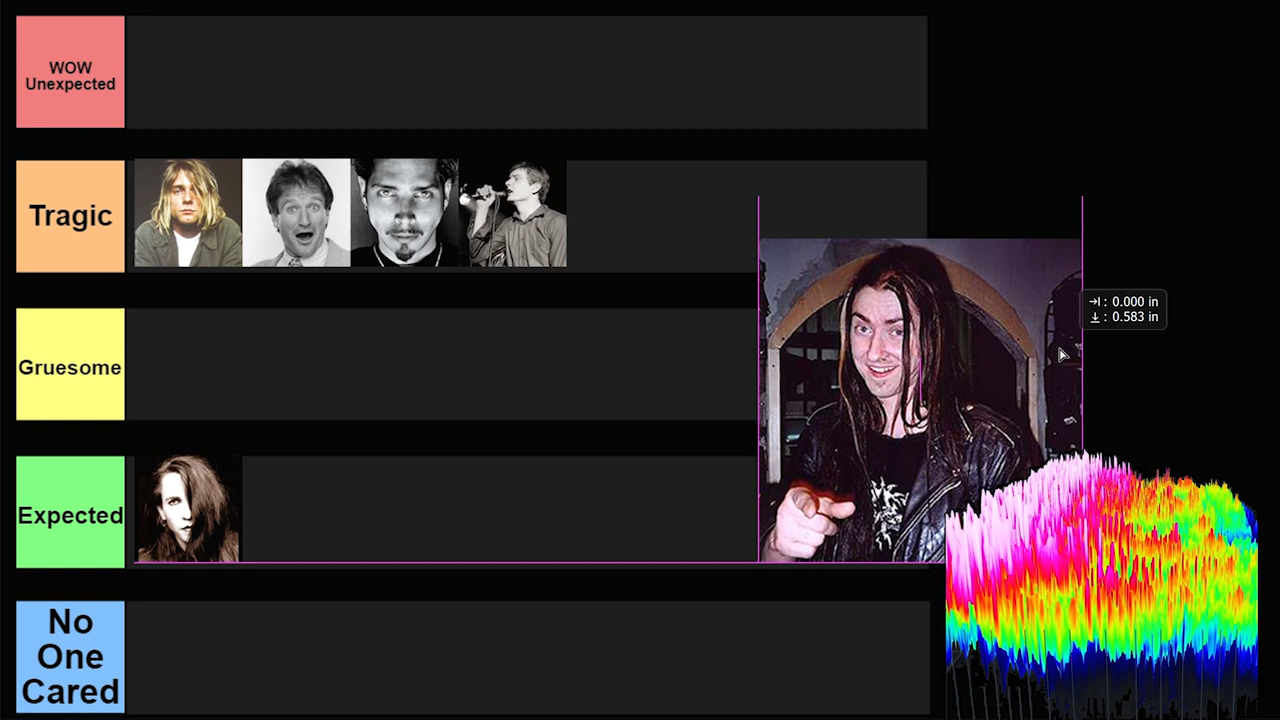 WOW
Unexpected
Tragic
Gruesome
Expected
No
One
Cared
: 0.000 in
: 0.583 in